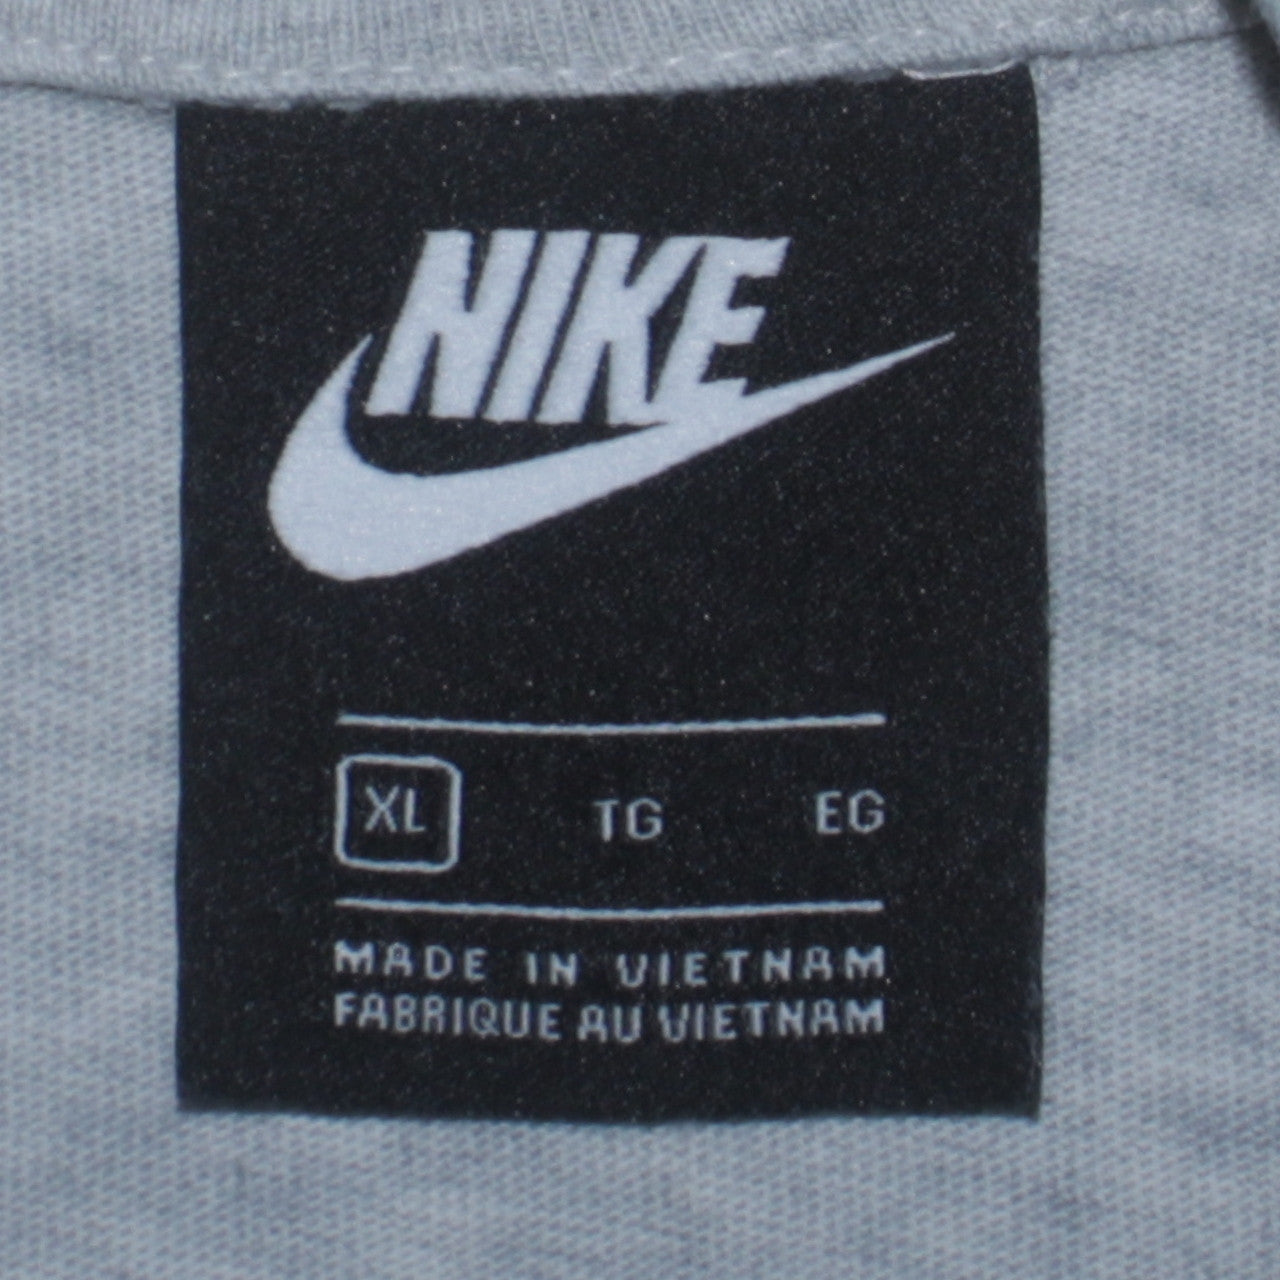 NIKE
XL TG EG
MADE IN VIETNAM
FABRIQUE AU VIETNAM